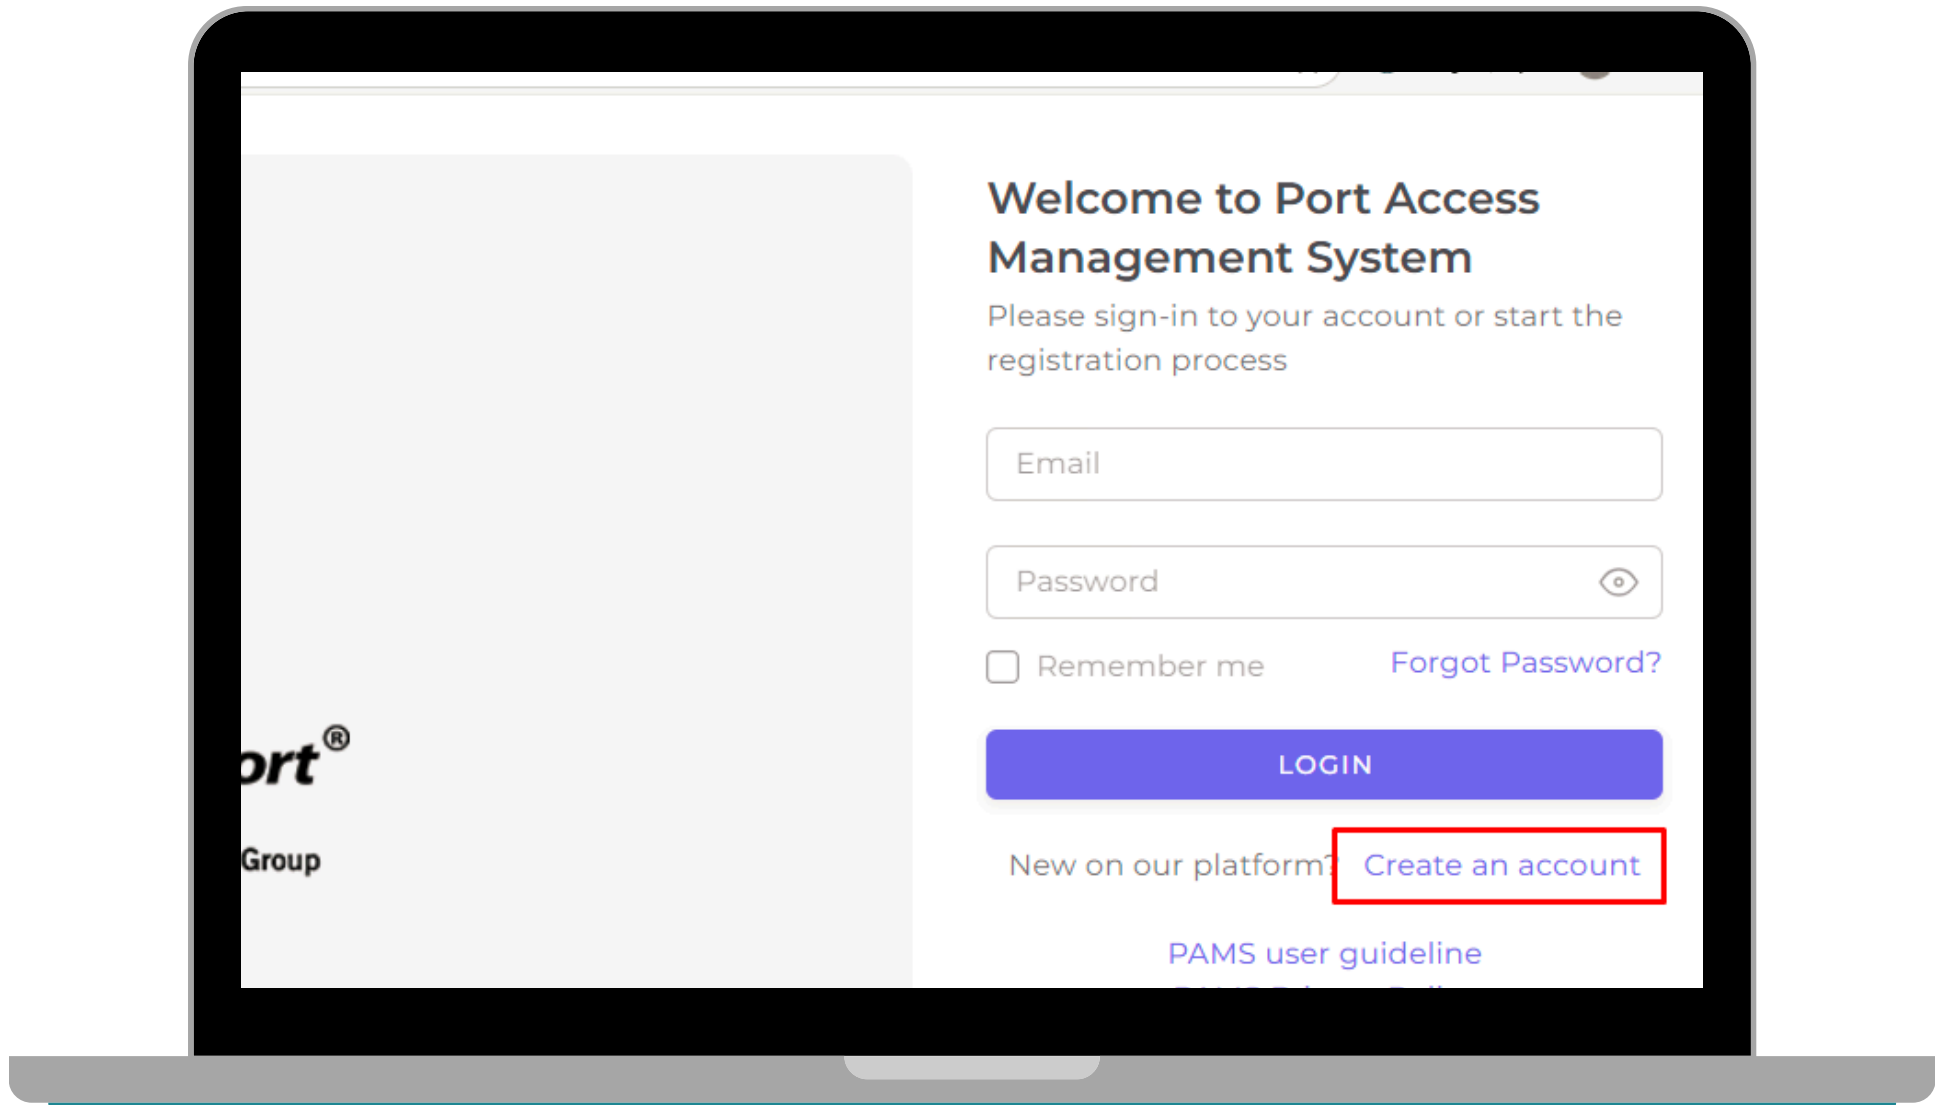 Welcome to Port Access
Management System
Please sign-in to your account or start the
registration process
Email
Password
Remember me
Forgot Password?
LOGIN
ort®
Group
New on our platform?
Create an account
PAMS user guideline